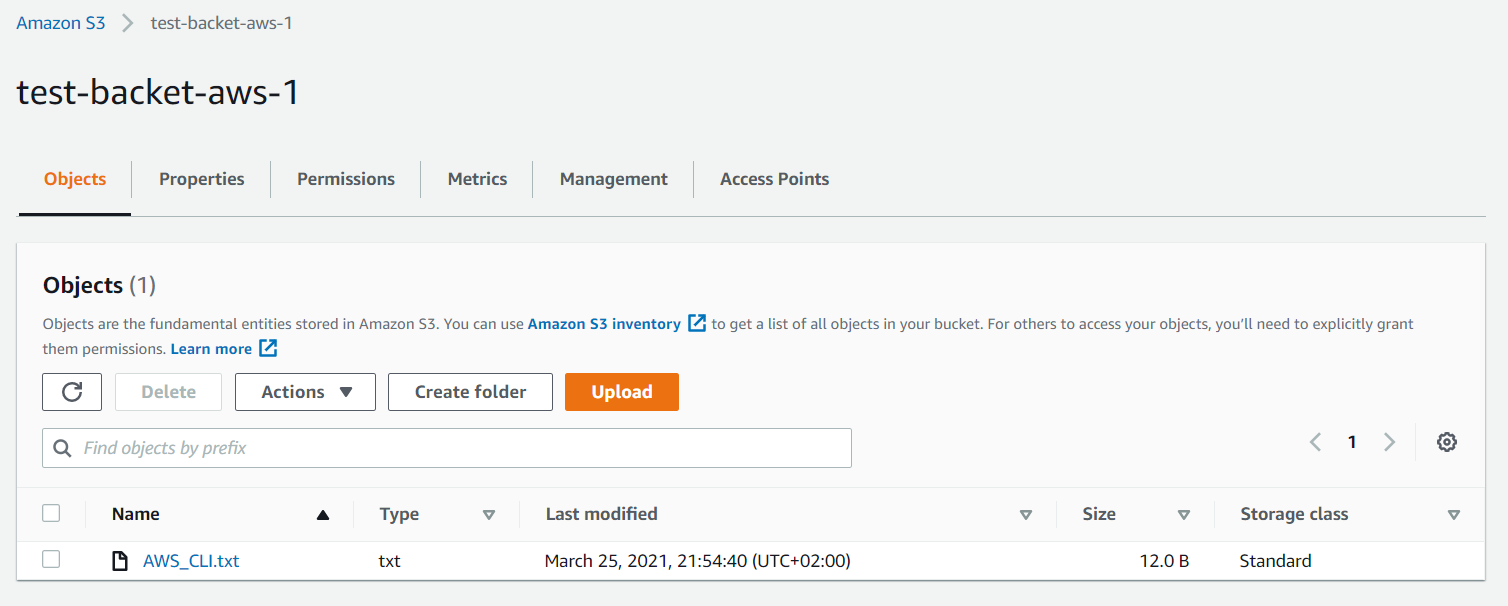 Amazon S3 > test-backet-aws-1
test-backet-aws-1
Objects Properties Permissions Metrics Management Access Points
Objects (1)
Objects are the fundamental entities stored in Amazon S3. You can use Amazon S3 inventory to get a list of all objects in your bucket. For others to access your objects, you'll need to explicitly grant
them permissions. Learn more
Delete Actions Create folder Upload
Find objects by prefix 1
Name Type Last modified Size Storage class
AWS_CLI.txt txt March 25, 2021, 21:54:40 (UTC+02:00) 12.0 B Standard